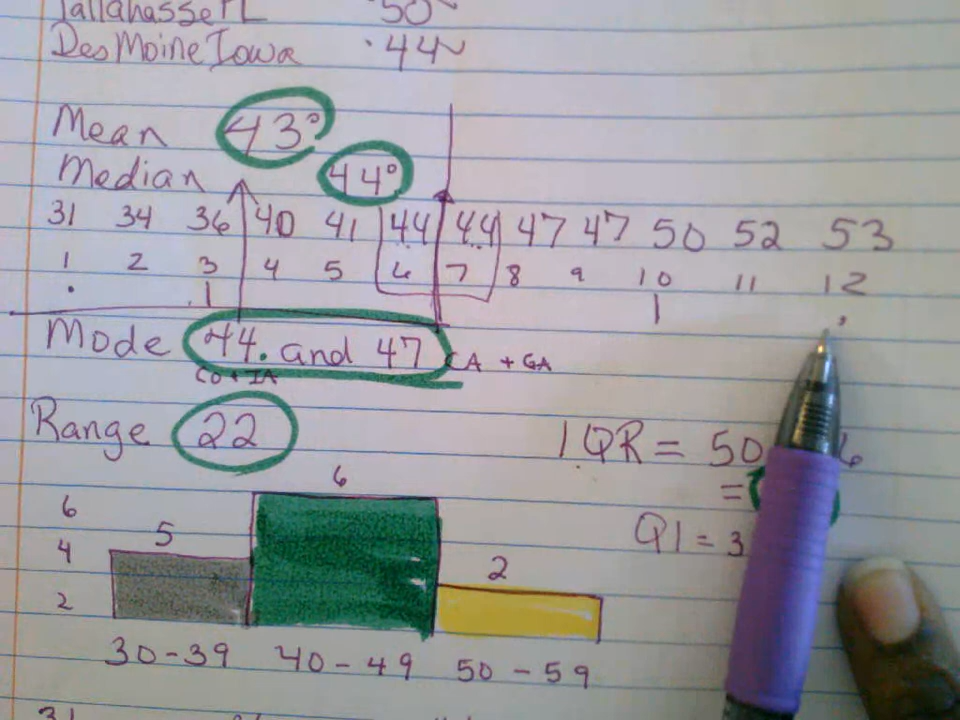 Tallahasse FL 50
Des Moine Iowa 44
Mean 43°
Median 44°
31 34 36 40 41 44 44 47 47 50 52 53
1 2 3 4 5 6 7 8 9 10 11 12
Mode 44. and 47 CA + GA
CO + IA
Range 22
IQR = 50 6
=
Q1 = 3
6
6
5
4
2
2
30-39 40-49 50-59
31